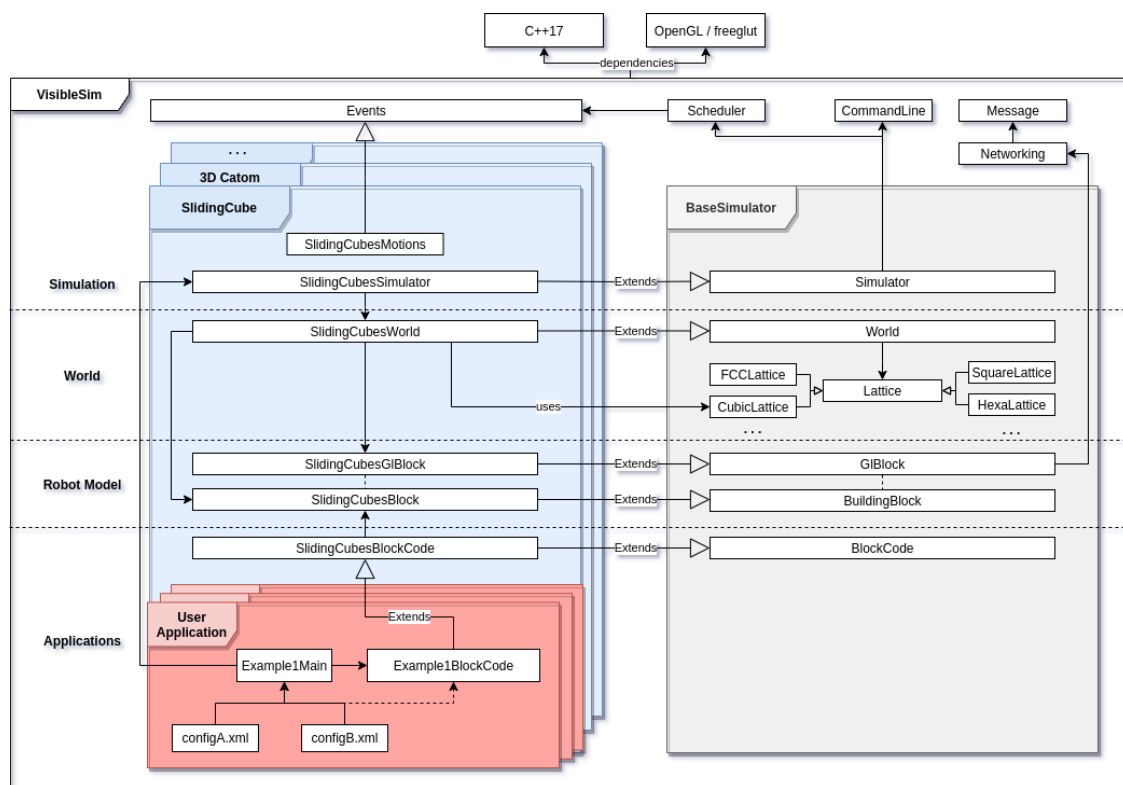 C++17
OpenGL / freeglut
dependencies
VisibleSim
Events
Scheduler
CommandLine
Message
Networking
. . .
3D Catom
SlidingCube
BaseSimulator
SlidingCubesMotions
Simulation
SlidingCubesSimulator
Extends
Simulator
SlidingCubesWorld
Extends
World
World
FCCLattice
SquareLattice
Lattice
CubicLattice
HexaLattice
uses
. . .
. . .
Robot Model
SlidingCubesGlBlock
Extends
GlBlock
SlidingCubesBlock
Extends
BuildingBlock
SlidingCubesBlockCode
Extends
BlockCode
Applications
User
Application
Extends
Example1Main
Example1BlockCode
configA.xml
configB.xml